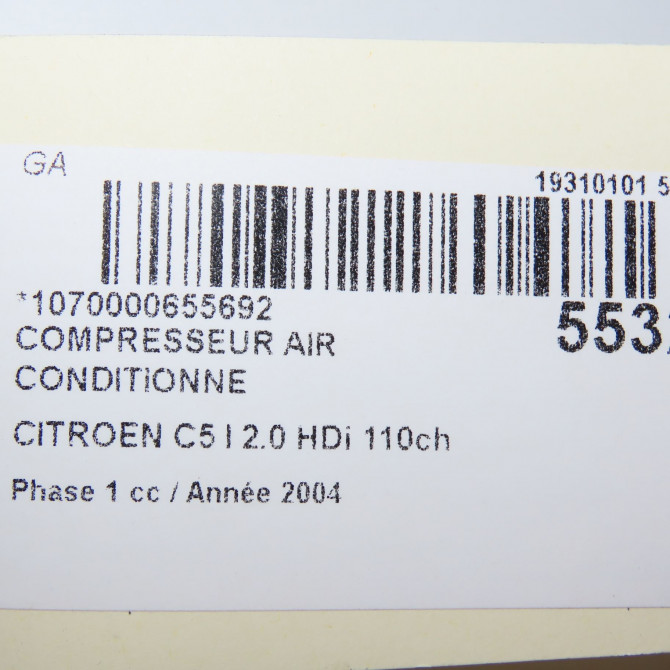 GA
19310101 5
*1070000655692
553
COMPRESSEUR AIR
CONDITIONNE
CITROEN C5 I 2.0 HDi 110ch
Phase 1 cc / Année 2004